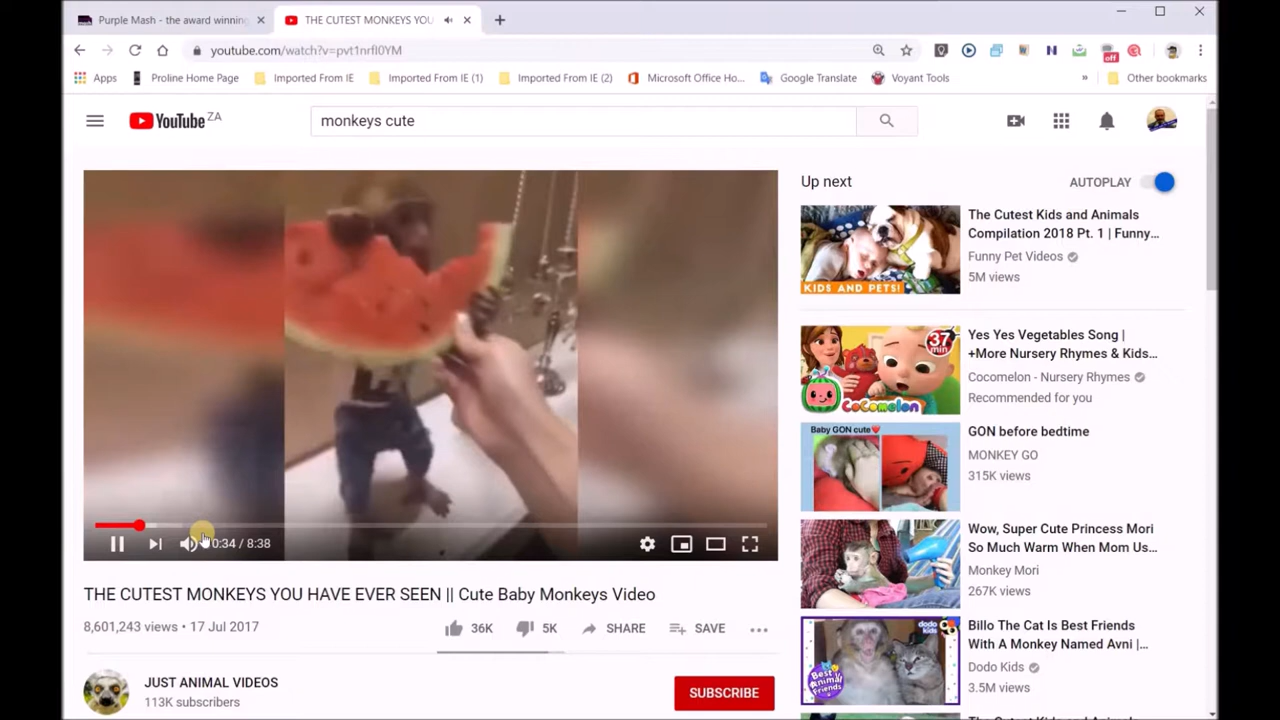 Purple Mash - the award winnin
THE CUTEST MONKEYS YOU
youtube.com/watch?v=pvt1nrfl0YM
off
Apps
Proline Home Page
Imported From IE
Imported From IE (1)
Imported From IE (2)
Microsoft Office Ho...
Google Translate
Voyant Tools
»
Other bookmarks
YouTube ZA
monkeys cute
Up next
AUTOPLAY
The Cutest Kids and Animals
Compilation 2018 Pt. 1 | Funny...
Funny Pet Videos
5M views
KIDS AND PETS!
Yes Yes Vegetables Song |
+More Nursery Rhymes & Kids...
Cocomelon - Nursery Rhymes
Recommended for you
37 min
CoComelon
Baby GON cute
GON before bedtime
MONKEY GO
315K views
Wow, Super Cute Princess Mori
So Much Warm When Mom Us...
Monkey Mori
267K views
Billo The Cat Is Best Friends
With A Monkey Named Avni |...
Dodo Kids
3.5M views
dodo kids
Best Animal Friends
0:34 / 8:38
THE CUTEST MONKEYS YOU HAVE EVER SEEN || Cute Baby Monkeys Video
8,601,243 views • 17 Jul 2017
36K
5K
SHARE
SAVE
JUST ANIMAL VIDEOS
113K subscribers
SUBSCRIBE